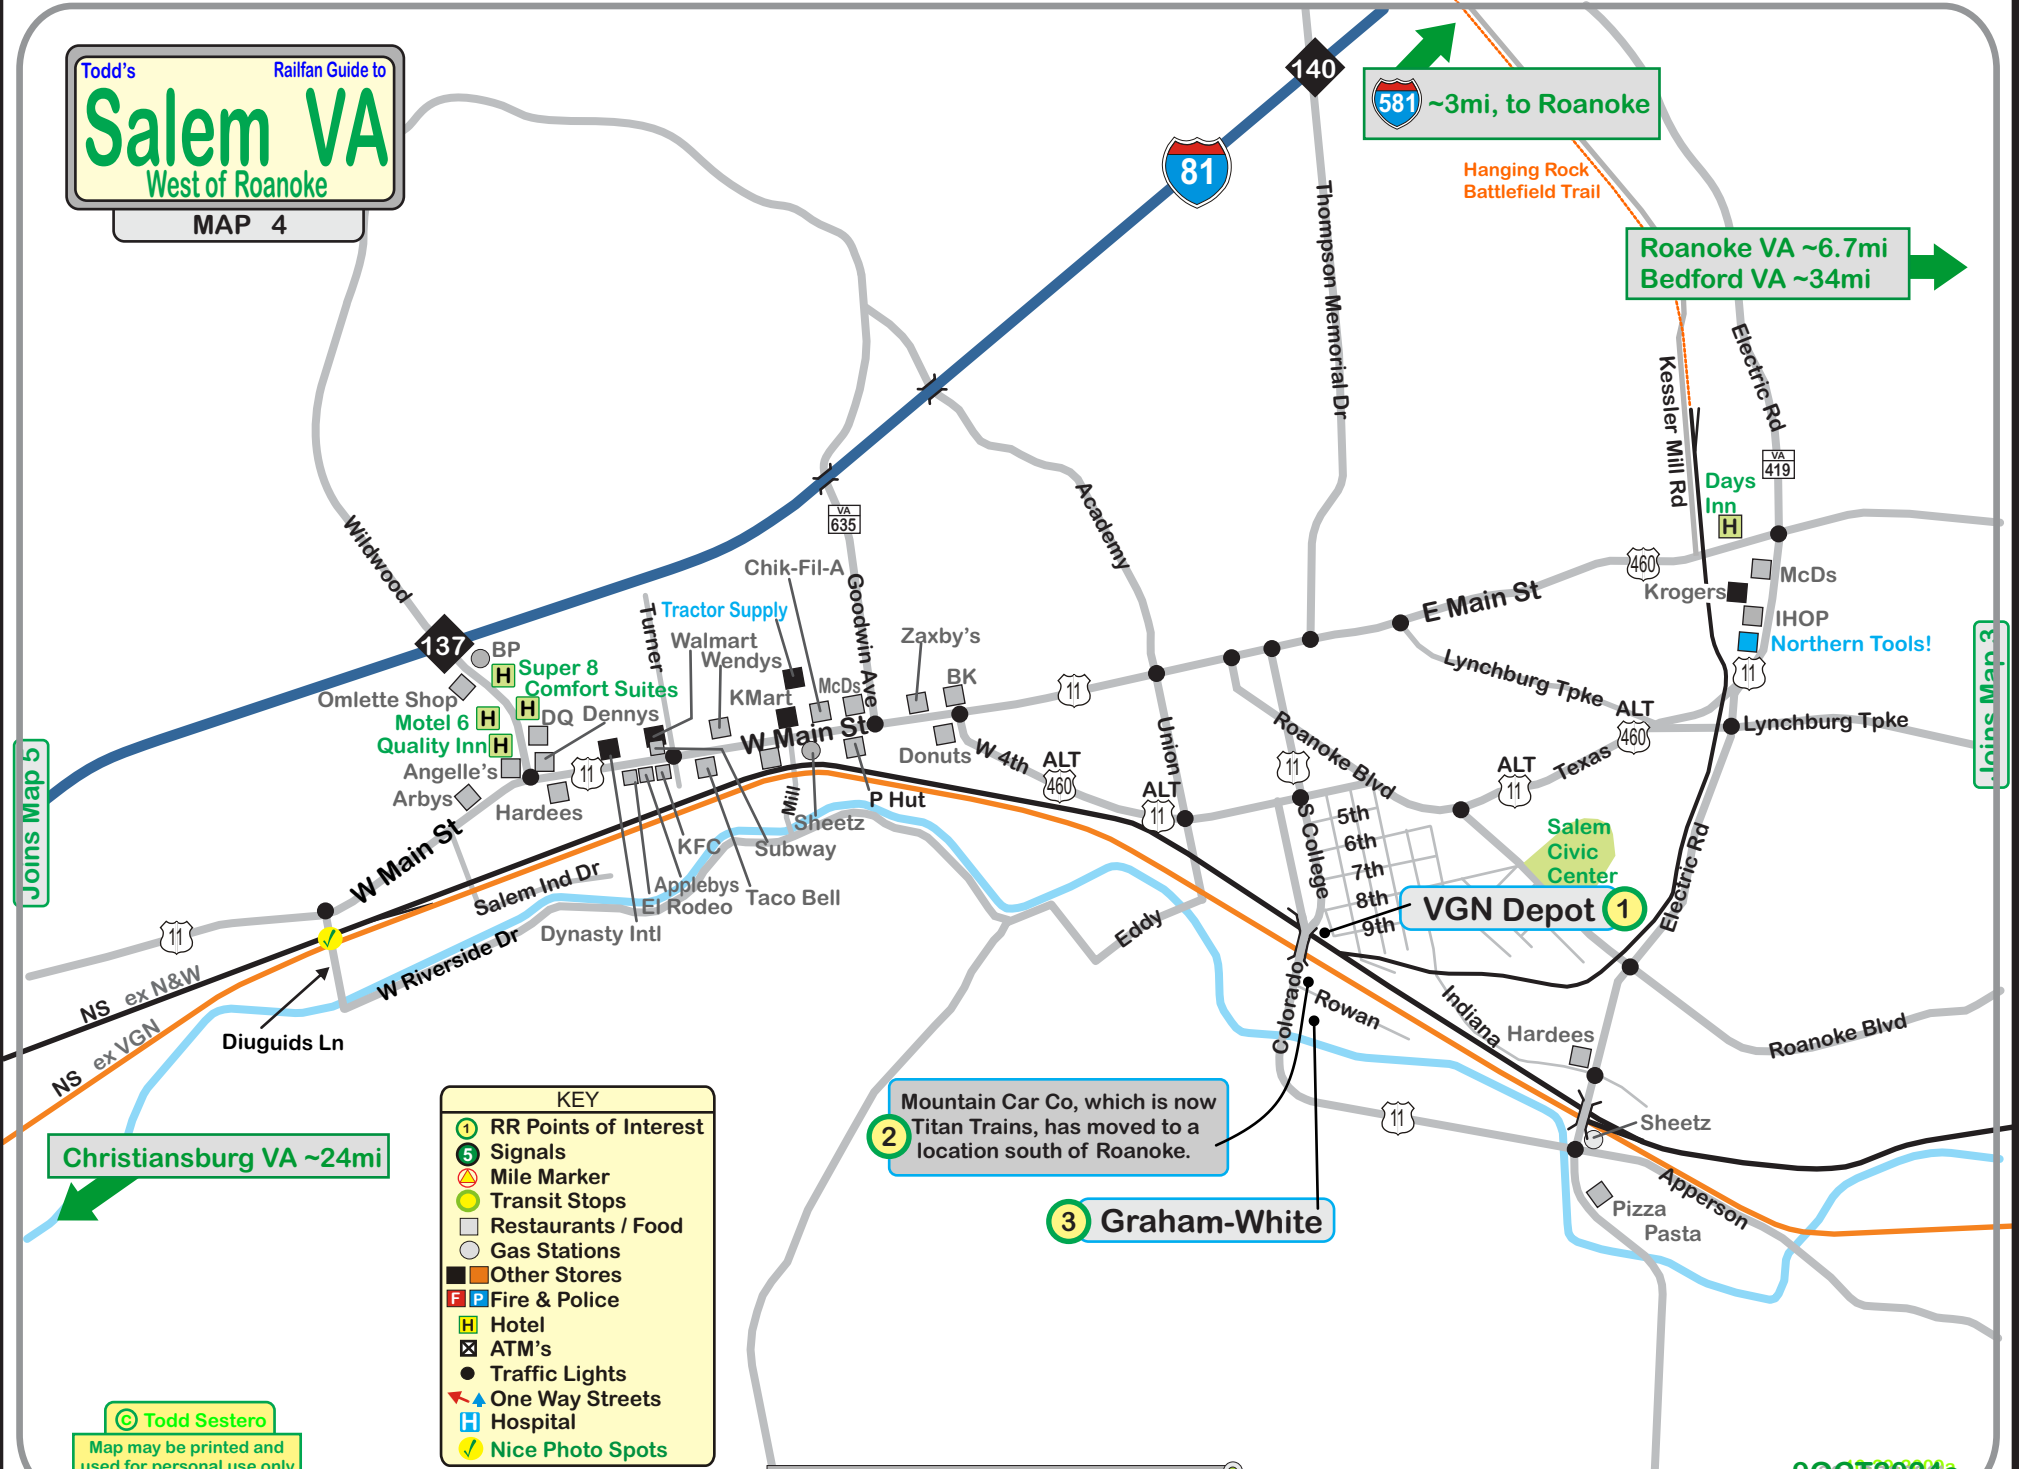 Todd's Railfan Guide to
Salem VA
West of Roanoke
MAP 4
140
581 ~3mi, to Roanoke
81
Hanging Rock
Battlefield Trail
Roanoke VA ~6.7mi
Bedford VA ~34mi
Thompson Memorial Dr
Electric Rd
Kessler Mill Rd
VA
419
Days
Inn
H
Academy
VA
635
Wildwood
Chik-Fil-A
Goodwin Ave
460
McDs
Krogers
IHOP
Northern Tools!
11
E Main St
Lynchburg Tpke
ALT
460
Lynchburg Tpke
Joins Map 3
Turner
Tractor Supply
Walmart
Wendys
Zaxby's
137
BP
H Super 8
Comfort Suites
H
Omlette Shop
Motel 6 H
Quality Inn H
DQ
Dennys
KMart
McDs
BK
11
W Main St
Donuts
W 4th
ALT
460
Union
ALT
11
Roanoke Blvd
11
Texas
ALT
11
Angelle's
Arbys
Hardees
11
Joins Map 5
P Hut
Mill
Sheetz
KFC
Subway
Applebys
Taco Bell
El Rodeo
Dynasty Intl
W Main St
Salem Ind Dr
W Riverside Dr
Eddy
S College
5th
6th
7th
8th
9th
Salem
Civic
Center
VGN Depot 1
Electric Rd
11
NS ex N&W
NS ex VGN
Diuguids Ln
Colorado
Rowan
Indiana
Hardees
Roanoke Blvd
Sheetz
11
Apperson
Pizza
Pasta
Christiansburg VA ~24mi
2
Mountain Car Co, which is now
Titan Trains, has moved to a
location south of Roanoke.
3 Graham-White
KEY
1 RR Points of Interest
5 Signals
Mile Marker
Transit Stops
Restaurants / Food
Gas Stations
Other Stores
F P Fire & Police
H Hotel
ATM's
Traffic Lights
One Way Streets
H Hospital
Nice Photo Spots
© Todd Sestero
Map may be printed and
used for personal use only